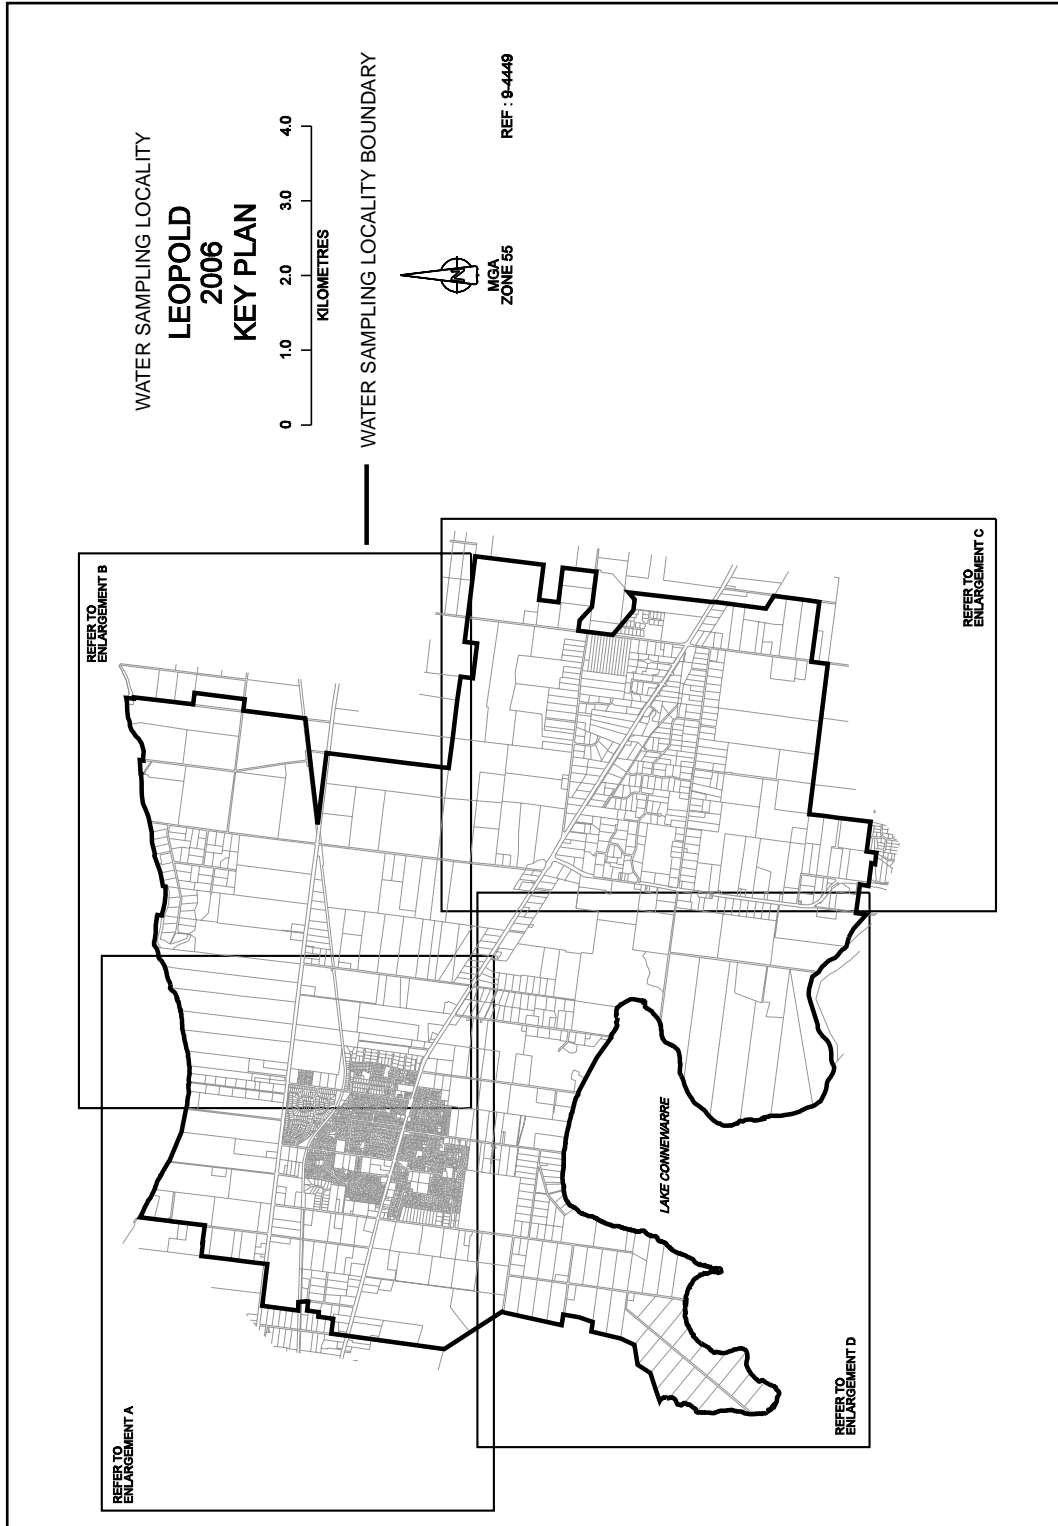 WATER SAMPLING LOCALITY
LEOPOLD
2006
KEY PLAN
0 1.0 2.0 3.0 4.0
KILOMETRES
WATER SAMPLING LOCALITY BOUNDARY
N
MGA
ZONE 55
REF : 9-4449
REFER TO
ENLARGEMENT B
REFER TO
ENLARGEMENT A
REFER TO
ENLARGEMENT C
LAKE CONNEWARRE
REFER TO
ENLARGEMENT D